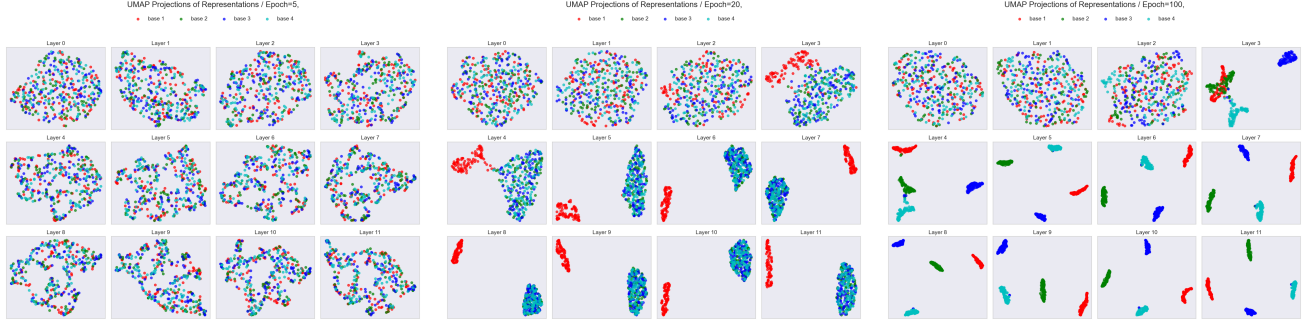 UMAP Projections of Representations / Epoch=5,
base 1 base 2 base 3 base 4
Layer 0 Layer 1 Layer 2 Layer 3
Layer 4 Layer 5 Layer 6 Layer 7
Layer 8 Layer 9 Layer 10 Layer 11
UMAP Projections of Representations / Epoch=20,
base 1 base 2 base 3 base 4
Layer 0 Layer 1 Layer 2 Layer 3
Layer 4 Layer 5 Layer 6 Layer 7
Layer 8 Layer 9 Layer 10 Layer 11
UMAP Projections of Representations / Epoch=100,
base 1 base 2 base 3 base 4
Layer 0 Layer 1 Layer 2 Layer 3
Layer 4 Layer 5 Layer 6 Layer 7
Layer 8 Layer 9 Layer 10 Layer 11